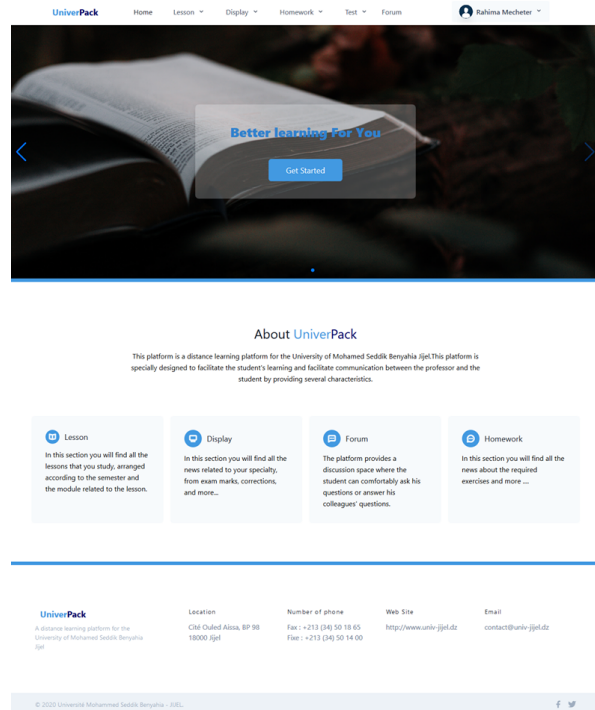 UniverPack Home Lesson Display Homework Test Forum Rahima Mecheter
Better learning For You
Get Started
About UniverPack
This platform is a distance learning platform for the University of Mohamed Seddik Benyahia Jijel.This platform is
specially designed to facilitate the student's learning and facilitate communication between the professor and the
student by providing several characteristics.
Lesson
In this section you will find all the
lessons that you study, arranged
according to the semester and
the module related to the lesson.
Display
In this section you will find all the
news related to your specialty,
from exam marks, corrections,
and more...
Forum
The platform provides a
discussion space where the
student can comfortably ask his
questions or answer his
colleagues' questions.
Homework
In this section you will find all the
news about the required
exercises and more ....
UniverPack
A distance learning platform for the
University of Mohamed Seddik Benyahia
Jijel
Location
Cité Ouled Aissa, BP 98
18000 Jijel
Number of phone
Fax : +213 (34) 50 18 65
Fixe : +213 (34) 50 14 00
Web Site
http://www.univ-jijel.dz
Email
contact@univ-jijel.dz
© 2020 Université Mohammed Seddik Benyahia - JIJEL.